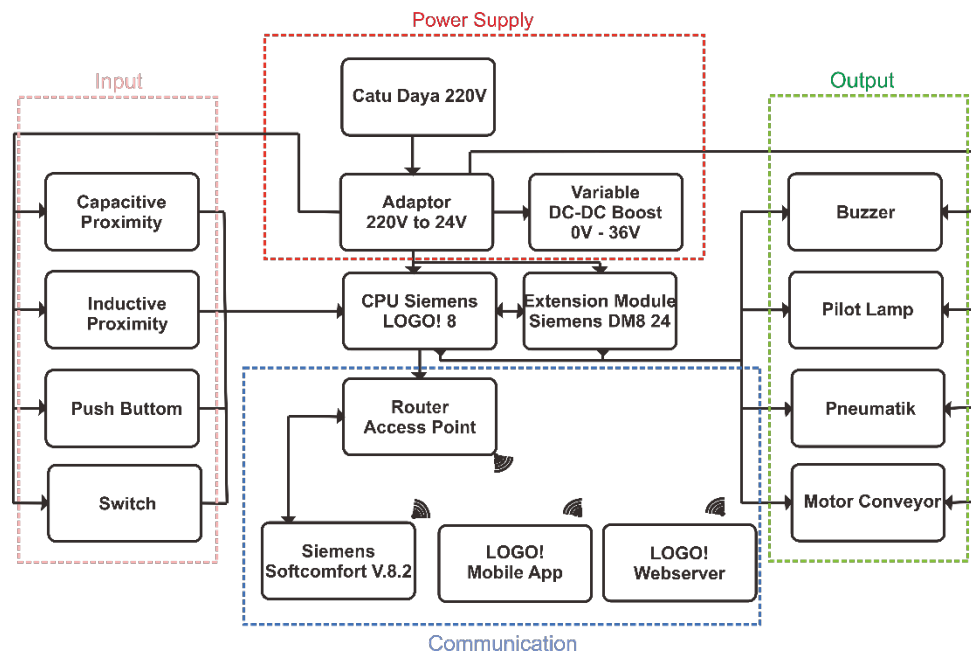 Power Supply
Input
Output
Catu Daya 220V
Capacitive
Proximity
Adaptor
220V to 24V
Variable
DC-DC Boost
0V - 36V
Buzzer
Inductive
Proximity
CPU Siemens
LOGO! 8
Extension Module
Siemens DM8 24
Pilot Lamp
Push Buttom
Router
Access Point
Pneumatik
Switch
Motor Conveyor
Siemens
Softcomfort V.8.2
LOGO!
Mobile App
LOGO!
Webserver
Communication